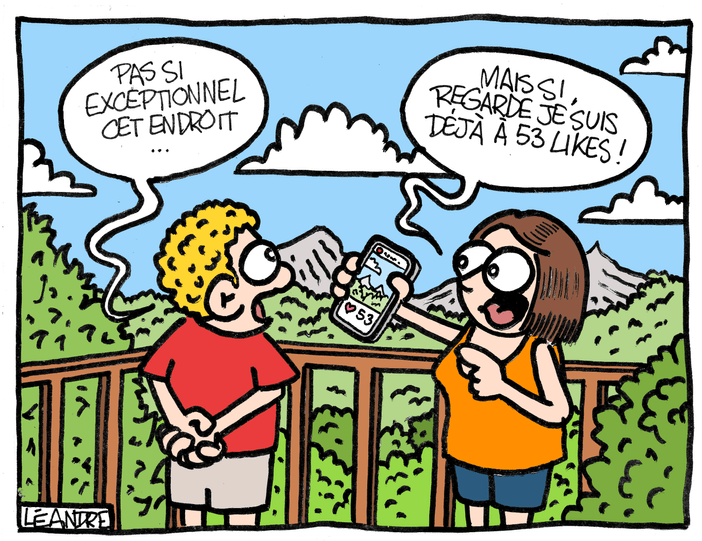 PAS SI
EXCEPTIONNEL
CET ENDROIT
...
MAIS SI,
REGARDE JE SUIS
DÉJÀ À 53 LIKES !
53
LÉANDRE